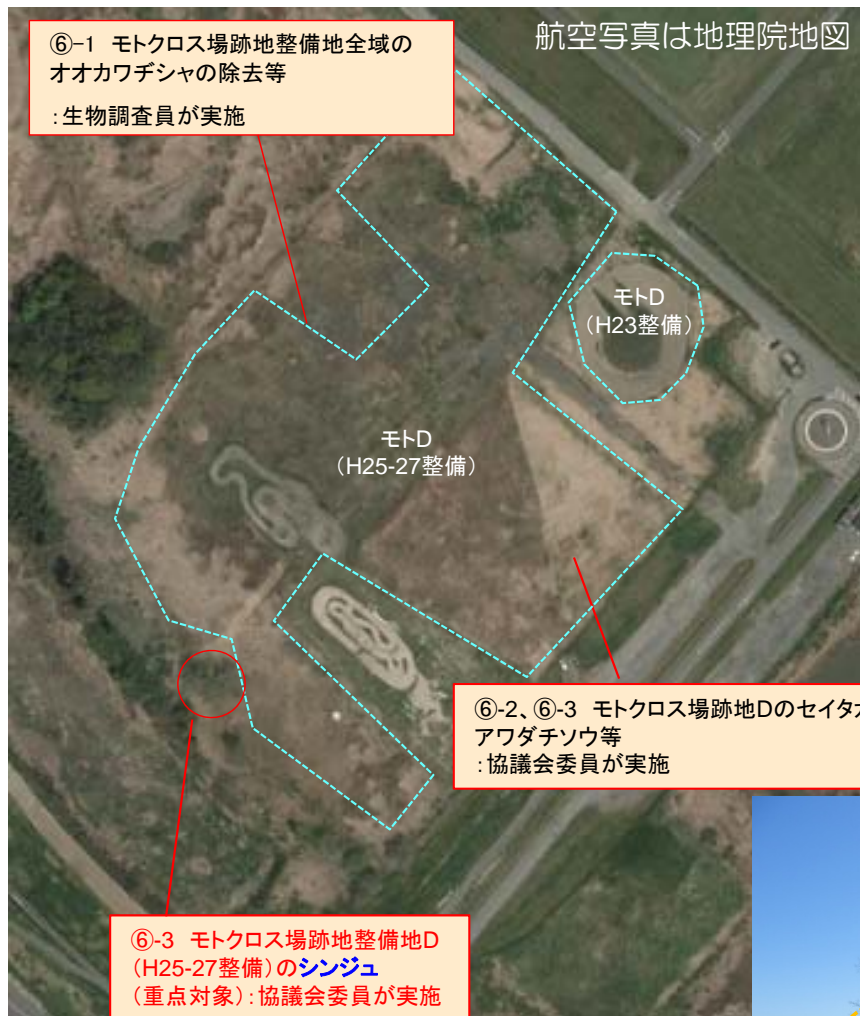 航空写真は地理院地図
⑥-1 モトクロス場跡地整備地全域の
オオカワヂシャの除去等
：生物調査員が実施
モトD
（H23整備）
モトD
（H25-27整備）
⑥-2、⑥-3 モトクロス場跡地Dのセイタカ
アワダチソウ等
：協議会委員が実施
⑥-3 モトクロス場跡地整備地D
（H25-27整備）のシンジュ
（重点対象）：協議会委員が実施